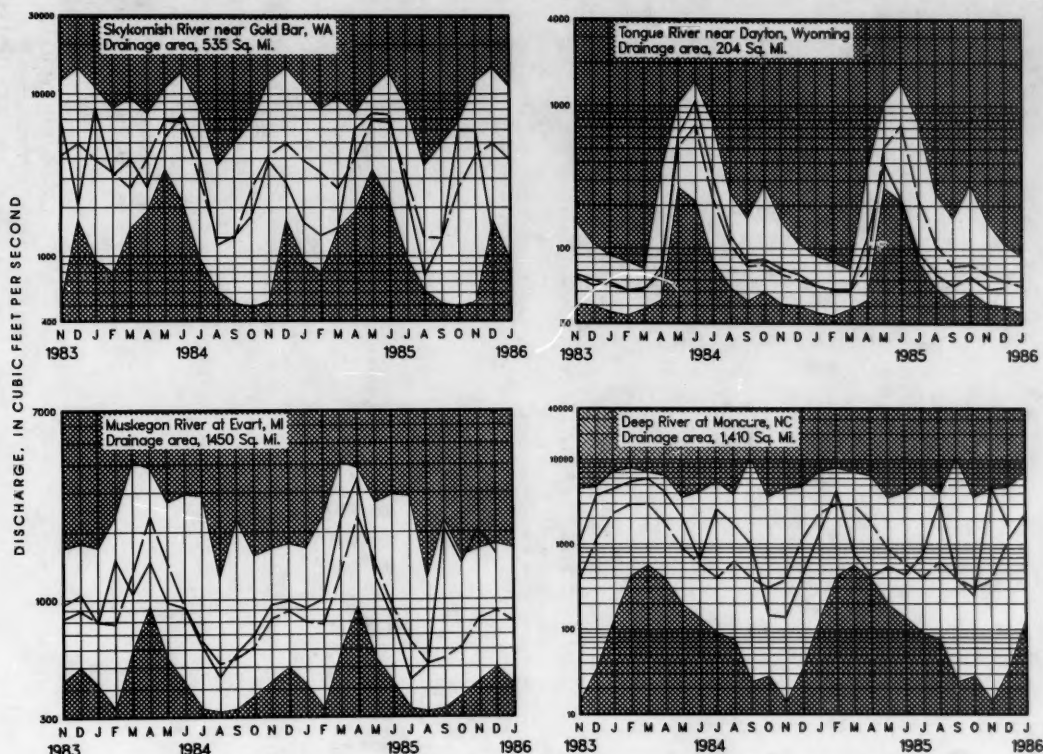 DISCHARGE, IN CUBIC FEET PER SECOND
30000
10000
1000
400
Skykomish River near Gold Bar, WA
Drainage area, 535 Sq. Mi.
N D J F M A M J J A S O N D J F M A M J J A S O N D J
1983 1984 1985 1986
4000
1000
100
Tongue River near Dayton, Wyoming
Drainage area, 204 Sq. Mi.
N D J F M A M J J A S O N D J F M A M J J A S O N D J
1983 1984 1985 1986
7000
1000
300
Muskegon River at Evart, MI
Drainage area, 1450 Sq. Mi.
N D J F M A M J J A S O N D J F M A M J J A S O N D J
1983 1984 1985 1986
40000
10000
1000
100
10
Deep River at Moncure, NC
Drainage area, 1,410 Sq. Mi.
N D J F M A M J J A S O N D J F M A M J J A S O N D J
1983 1984 1985 1986